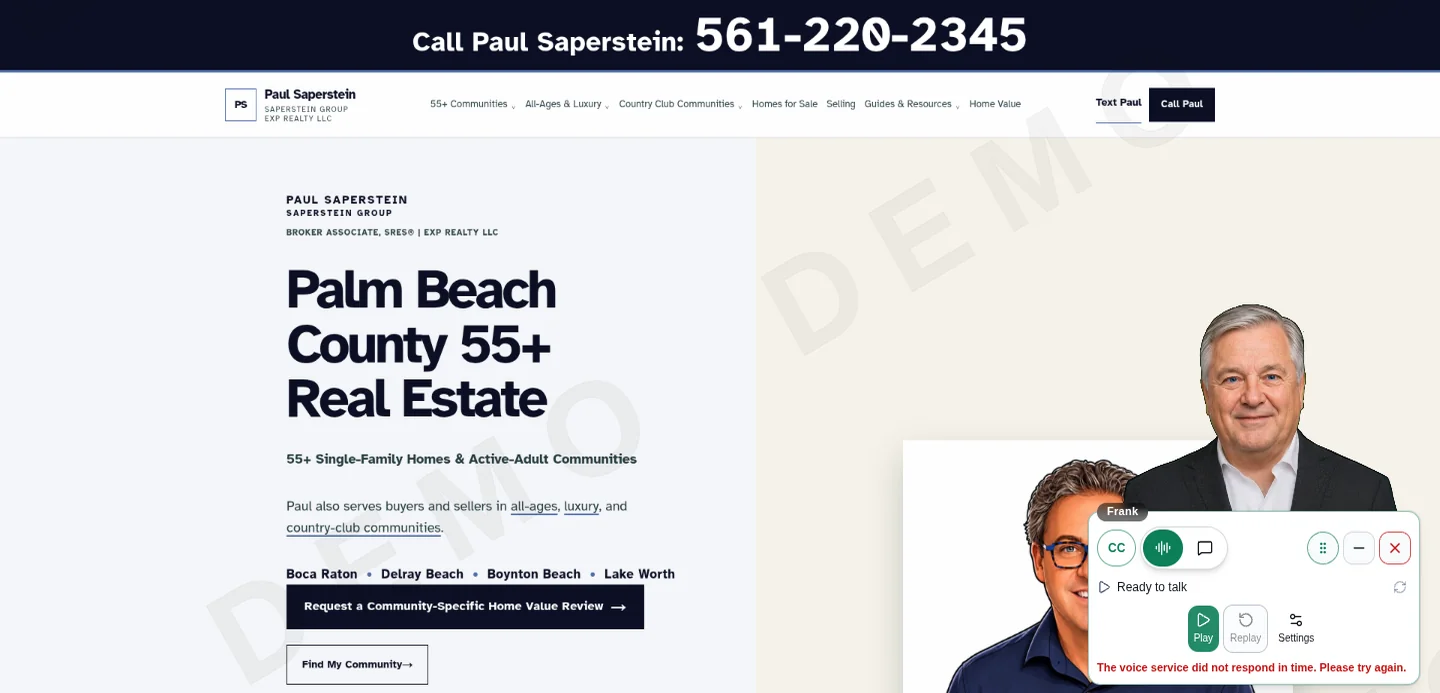 Call Paul Saperstein: 561-220-2345
PS
Paul Saperstein
SAPERSTEIN GROUP
EXP REALTY LLC
55+ Communities
All-Ages & Luxury
Country Club Communities
Homes for Sale
Selling
Guides & Resources
Home Value
Text Paul
Call Paul
PAUL SAPERSTEIN
SAPERSTEIN GROUP
BROKER ASSOCIATE, SRES® | EXP REALTY LLC
Palm Beach
County 55+
Real Estate
55+ Single-Family Homes & Active-Adult Communities
Paul also serves buyers and sellers in all-ages, luxury, and
country-club communities.
Boca Raton • Delray Beach • Boynton Beach • Lake Worth
Request a Community-Specific Home Value Review →
Find My Community→
DEMO
DEMO
Frank
CC
Ready to talk
Play
Replay
Settings
The voice service did not respond in time. Please try again.